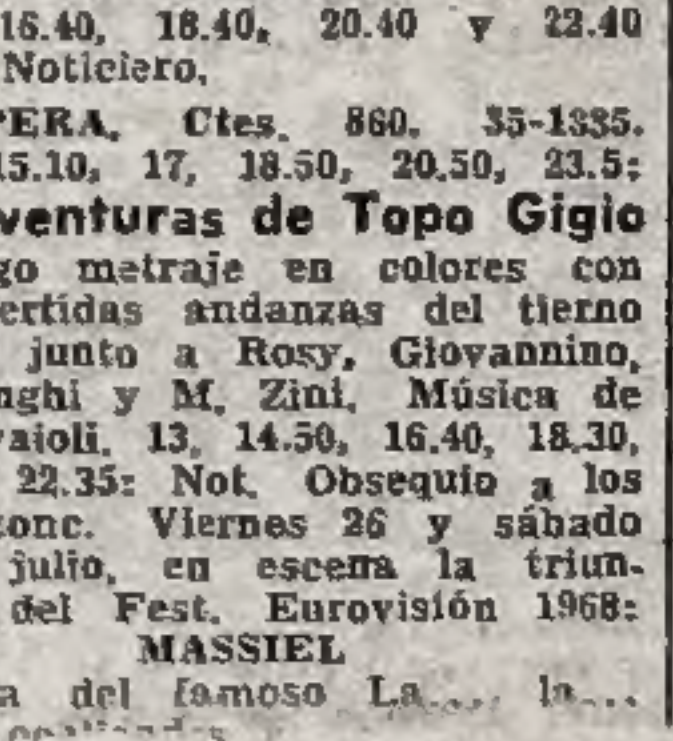 16.40, 18.40, 20.40 y 22.40
Noticiero.
PERA. Ctes. 860. 35-1335.
15.10, 17, 18.50, 20.50, 23.5:
venturas de Topo Gigio
go metraje en colores con
ertidas andanzas del tierno
junto a Rosy, Giovannino,
nghi y M. Zini. Música de
vaioli. 13, 14.50, 16.40, 18.30,
22.35: Not. Obsequio a los
conc. Viernes 26 y sábado
julio, en escena la triun-
del Fest. Eurovisión 1968:
MASSIEL
a del famoso La... la...